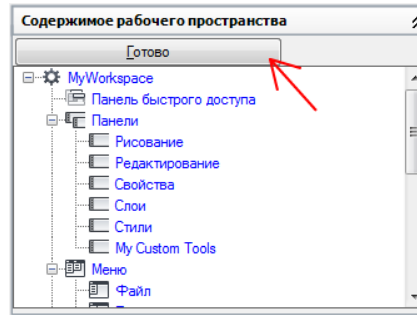 Содержимое рабочего пространства
Готово
MyWorkspace
Панель быстрого доступа
Панели
Рисование
Редактирование
Свойства
Слои
Стили
My Custom Tools
Меню
Файл